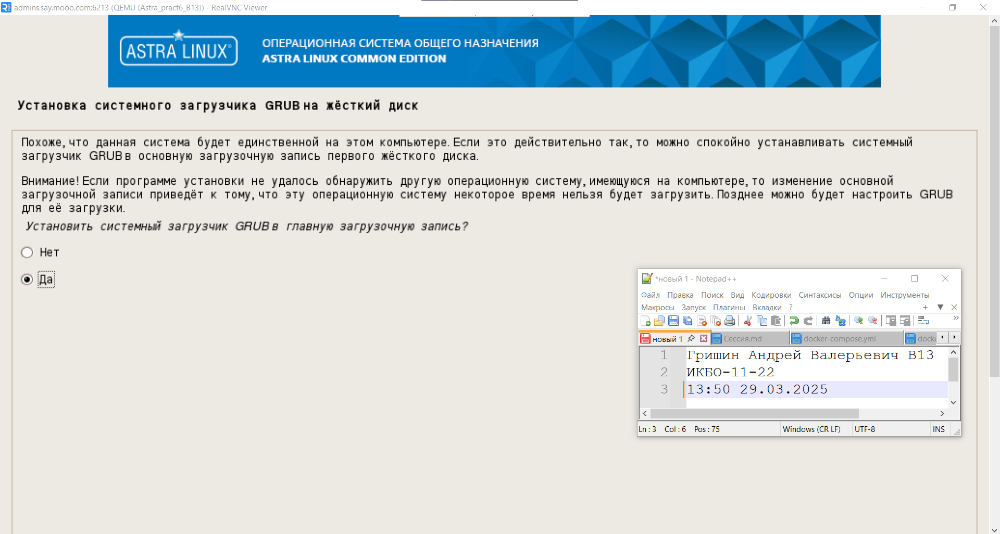 admins.say.mooo.com:6213 (QEMU (Astra_pract6_B13)) - RealVNC Viewer
ASTRA LINUX®
ОПЕРАЦИОННАЯ СИСТЕМА ОБЩЕГО НАЗНАЧЕНИЯ
ASTRA LINUX COMMON EDITION
Установка системного загрузчика GRUB на жёсткий диск
Похоже, что данная система будет единственной на этом компьютере. Если это действительно так, то можно спокойно устанавливать системный
загрузчик GRUB в основную загрузочную запись первого жёсткого диска.
Внимание! Если программе установки не удалось обнаружить другую операционную систему, имеющуюся на компьютере, то изменение основной
загрузочной записи приведёт к тому, что эту операционную систему некоторое время нельзя будет загрузить. Позднее можно будет настроить GRUB
для её загрузки.
Установить системный загрузчик GRUB в главную загрузочную запись?
Нет
Да
*новый 1 - Notepad++
Файл Правка Поиск Вид Кодировки Синтаксисы Опции Инструменты
Макросы Запуск Плагины Вкладки ?
новый 1 Сессия.md docker-compose.yml docke
1 Гришин Андрей Валерьевич В13
2 ИКБО-11-22
3 13:50 29.03.2025
Ln : 3 Col : 6 Pos : 75 Windows (CR LF) UTF-8 INS